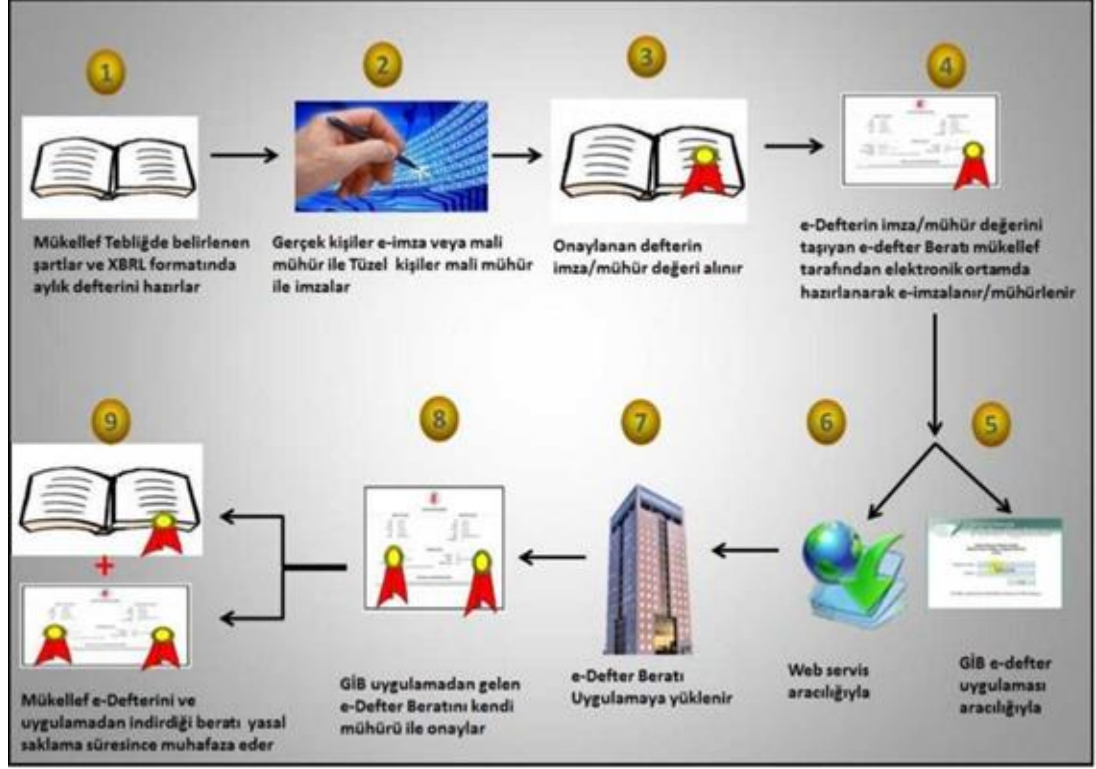 1
Mükellef Tebliğde belirlenen
şartlar ve XBRL formatında
aylık defterini hazırlar
2
Gerçek kişiler e-imza veya mali
mühür ile Tüzel kişiler mali mühür
ile imzalar
3
Onaylanan defterin
imza/mühür değeri alınır
4
e-Defterin imza/mühür değerini
taşıyan e-defter Beratı mükellef
tarafından elektronik ortamda
hazırlanarak e-imzalanır/mühürlenir
5
GİB e-defter
uygulaması
aracılığıyla
6
Web servis
aracılığıyla
7
e-Defter Beratı
Uygulamaya yüklenir
8
GİB uygulamadan gelen
e-Defter Beratını kendi
mühürü ile onaylar
9
+
Mükellef e-Defterini ve
uygulamadan indirdiği beratı yasal
saklama süresince muhafaza eder